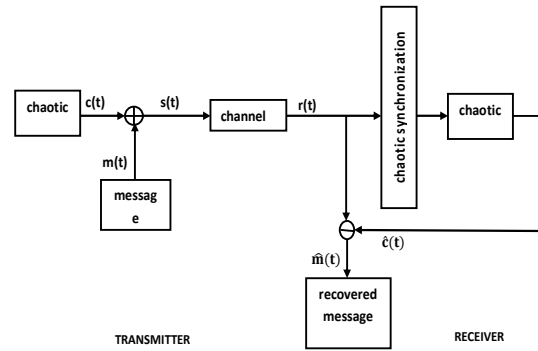 chaotic
c(t)
s(t)
channel
r(t)
chaotic synchronization
chaotic
m(t)
messag
e
ĉ(t)
m̂(t)
recovered
message
TRANSMITTER
RECEIVER